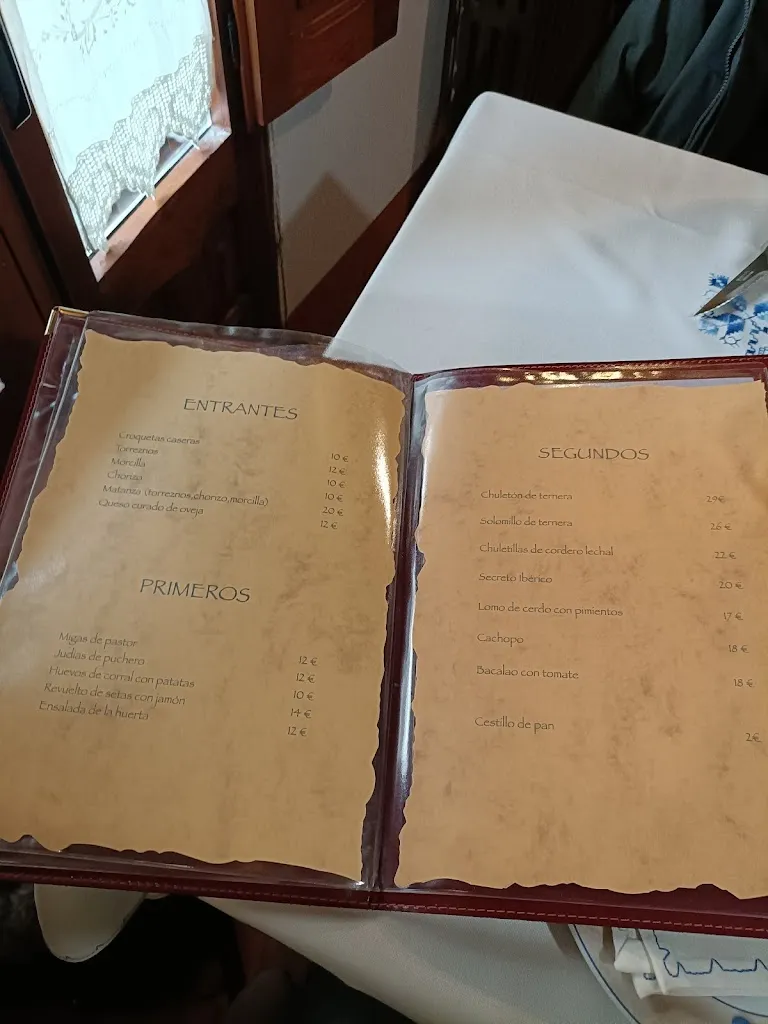 ENTRANTES
Croquetas caseras 10 €
Torreznos 12 €
Morcilla 10 €
Chorizo 10 €
Matanza (torreznos, chorizo, morcilla) 20 €
Queso curado de oveja 12 €
PRIMEROS
Migas de pastor 12 €
Judías de puchero 12 €
Huevos de corral con patatas 10 €
Revuelto de setas con jamón 14 €
Ensalada de la huerta 12 €
SEGUNDOS
Chuletón de ternera 29€
Solomillo de ternera 26 €
Chuletillas de cordero lechal 22 €
Secreto Ibérico 20 €
Lomo de cerdo con pimientos 17 €
Cachopo 18 €
Bacalao con tomate 18 €
Cestillo de pan 2€